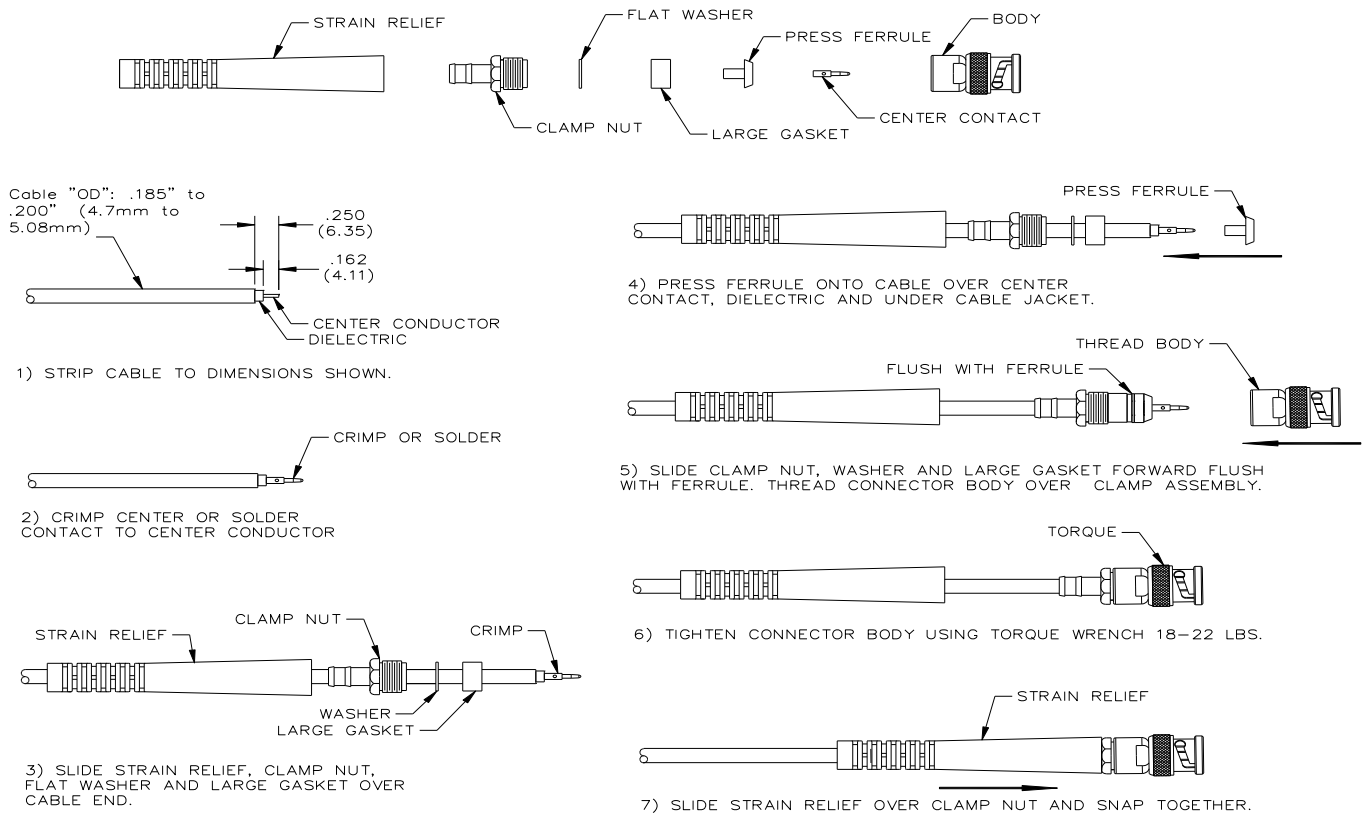 STRAIN RELIEF
FLAT WASHER
PRESS FERRULE
BODY
CLAMP NUT
LARGE GASKET
CENTER CONTACT
Cable "OD": .185" to
.200" (4.7mm to
5.08mm)
.250
(6.35)
.162
(4.11)
CENTER CONDUCTOR
DIELECTRIC
1) STRIP CABLE TO DIMENSIONS SHOWN.
CRIMP OR SOLDER
2) CRIMP CENTER OR SOLDER
CONTACT TO CENTER CONDUCTOR
STRAIN RELIEF
CLAMP NUT
CRIMP
WASHER
LARGE GASKET
3) SLIDE STRAIN RELIEF, CLAMP NUT,
FLAT WASHER AND LARGE GASKET OVER
CABLE END.
PRESS FERRULE
4) PRESS FERRULE ONTO CABLE OVER CENTER
CONTACT, DIELECTRIC AND UNDER CABLE JACKET.
THREAD BODY
FLUSH WITH FERRULE
5) SLIDE CLAMP NUT, WASHER AND LARGE GASKET FORWARD FLUSH
WITH FERRULE. THREAD CONNECTOR BODY OVER CLAMP ASSEMBLY.
TORQUE
6) TIGHTEN CONNECTOR BODY USING TORQUE WRENCH 18-22 LBS.
STRAIN RELIEF
7) SLIDE STRAIN RELIEF OVER CLAMP NUT AND SNAP TOGETHER.